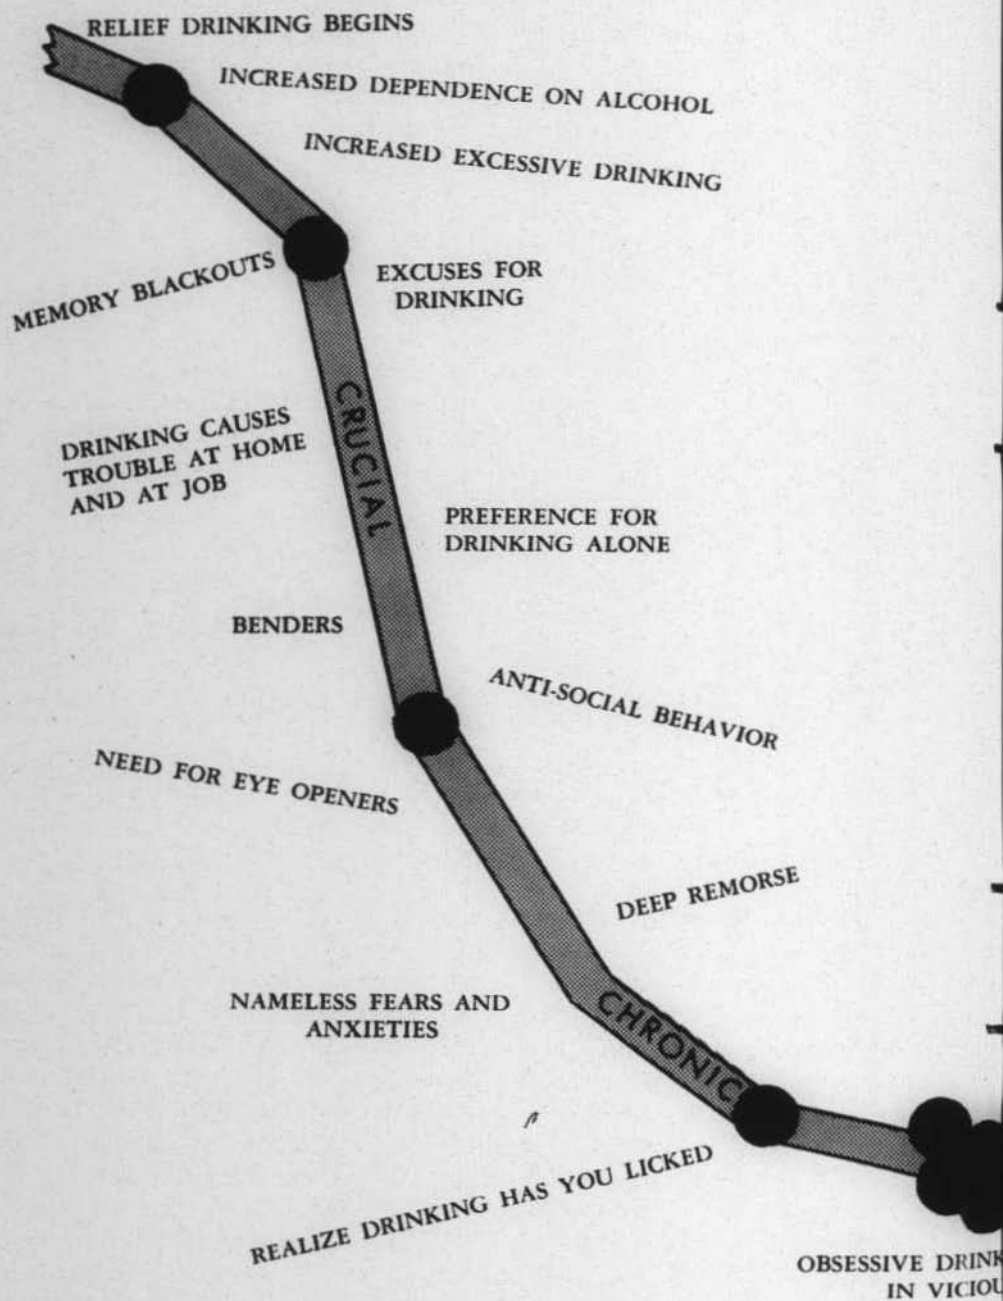 RELIEF DRINKING BEGINS
INCREASED DEPENDENCE ON ALCOHOL
INCREASED EXCESSIVE DRINKING
MEMORY BLACKOUTS
EXCUSES FOR
DRINKING
CRUCIAL
DRINKING CAUSES
TROUBLE AT HOME
AND AT JOB
PREFERENCE FOR
DRINKING ALONE
BENDERS
ANTI-SOCIAL BEHAVIOR
NEED FOR EYE OPENERS
DEEP REMORSE
NAMELESS FEARS AND
ANXIETIES
CHRONIC
REALIZE DRINKING HAS YOU LICKED
OBSESSIVE
IN